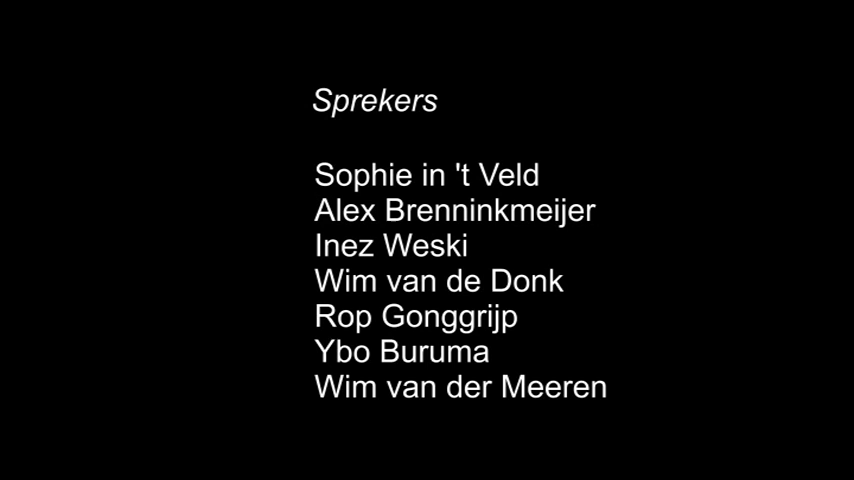 Sprekers
Sophie in 't Veld
Alex Brenninkmeijer
Inez Weski
Wim van de Donk
Rop Gonggrijp
Ybo Buruma
Wim van der Meeren